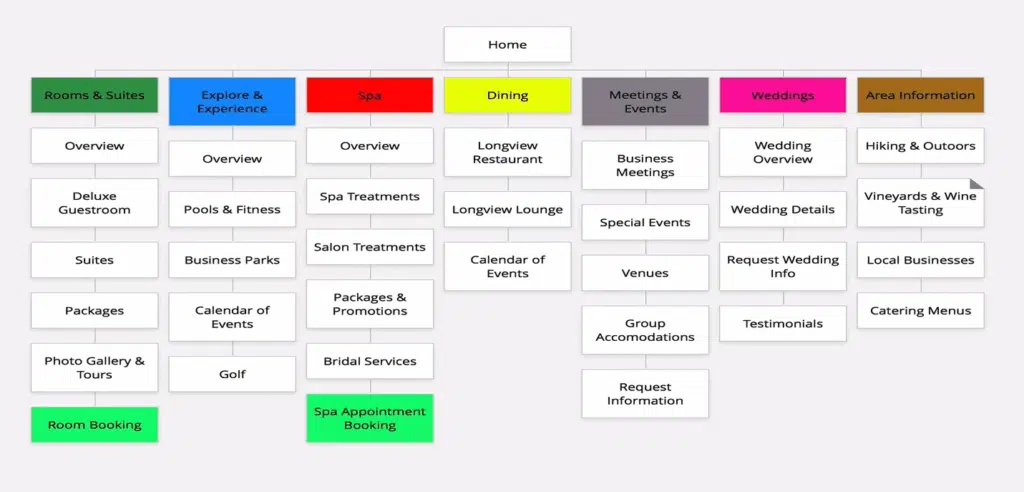 Home
Rooms & Suites
Overview
Deluxe
Guestroom
Suites
Packages
Photo Gallery &
Tours
Room Booking
Explore &
Experience
Overview
Pools & Fitness
Business Parks
Calendar of
Events
Golf
Spa
Overview
Spa Treatments
Salon Treatments
Packages &
Promotions
Bridal Services
Spa Appointment
Booking
Dining
Longview
Restaurant
Longview Lounge
Calendar of
Events
Meetings &
Events
Business
Meetings
Special Events
Venues
Group
Accomodations
Request
Information
Weddings
Wedding
Overview
Wedding Details
Request Wedding
Info
Testimonials
Area Information
Hiking & Outoors
Vineyards & Wine
Tasting
Local Businesses
Catering Menus